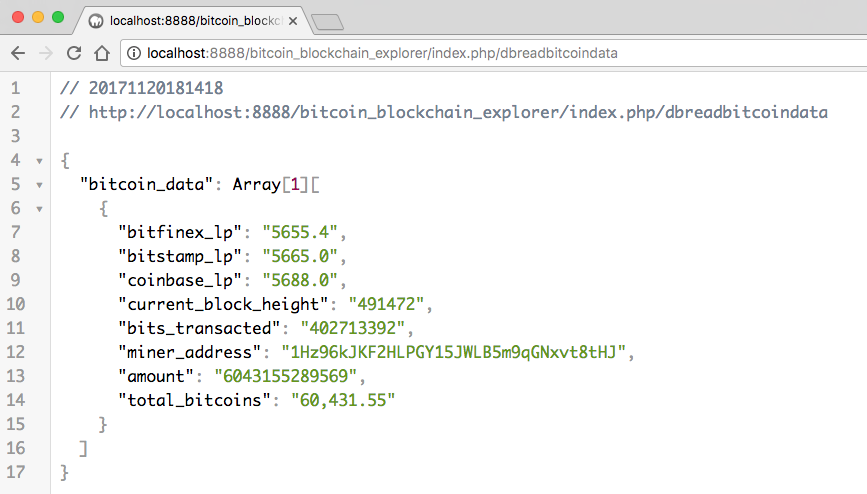 localhost:8888/bitcoin_blockc
localhost:8888/bitcoin_blockchain_explorer/index.php/dbreadbitcoindata
1 // 20171120181418
2 // http://localhost:8888/bitcoin_blockchain_explorer/index.php/dbreadbitcoindata
3
4 {
5 "bitcoin_data": Array[1][
6 {
7 "bitfinex_lp": "5655.4",
8 "bitstamp_lp": "5665.0",
9 "coinbase_lp": "5688.0",
10 "current_block_height": "491472",
11 "bits_transacted": "402713392",
12 "miner_address": "1Hz96kJKF2HLPGY15JWLB5m9qGNxvt8tHJ",
13 "amount": "6043155289569",
14 "total_bitcoins": "60,431.55"
15 }
16 ]
17 }